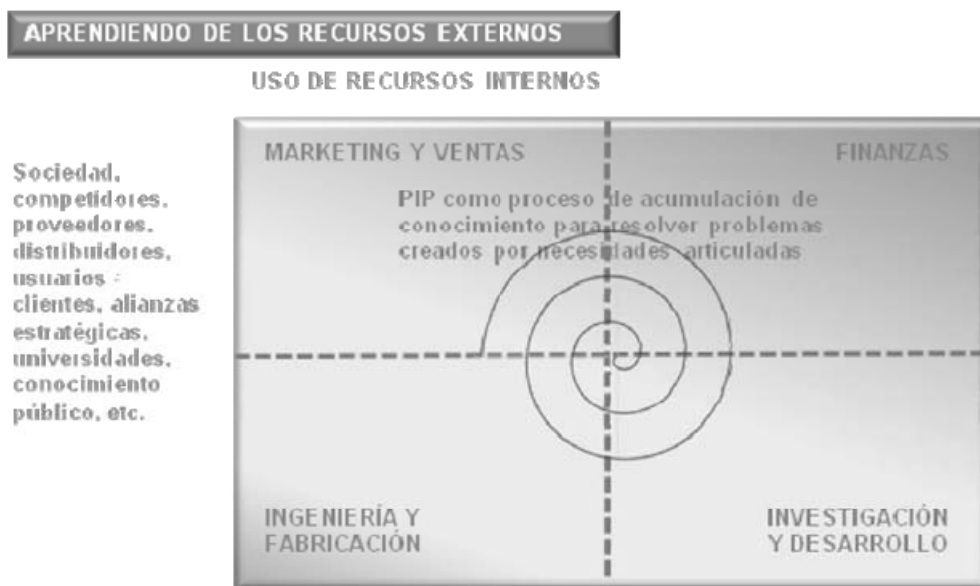 APRENDIENDO DE LOS RECURSOS EXTERNOS
USO DE RECURSOS INTERNOS
Sociedad,
competidores,
proveedores,
distribuidores,
usuarios -
clientes, alianzas
estratégicas,
universidades,
conocimiento
público, etc.
MARKETING Y VENTAS
FINANZAS
PIP como proceso de acumulación de
conocimiento para resolver problemas
creados por necesidades articuladas
INGENIERÍA Y
FABRICACIÓN
INVESTIGACIÓN
Y DESARROLLO